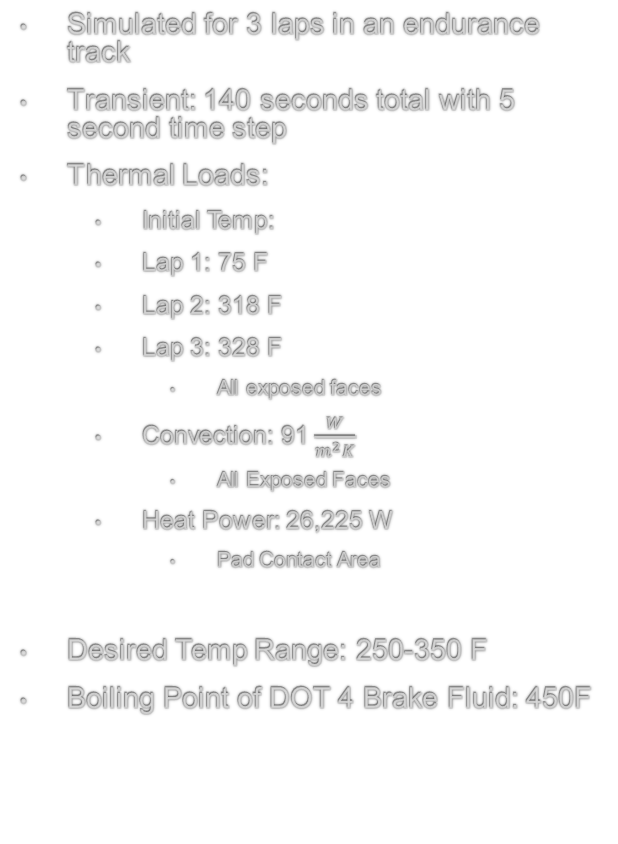 • Simulated for 3 laps in an endurance
track
• Transient: 140 seconds total with 5
second time step
• Thermal Loads:
• Initial Temp:
• Lap 1: 75 F
• Lap 2: 318 F
• Lap 3: 328 F
• All exposed faces
• Convection: 91 W/m²K
• All Exposed Faces
• Heat Power: 26,225 W
• Pad Contact Area
• Desired Temp Range: 250-350 F
• Boiling Point of DOT 4 Brake Fluid: 450F